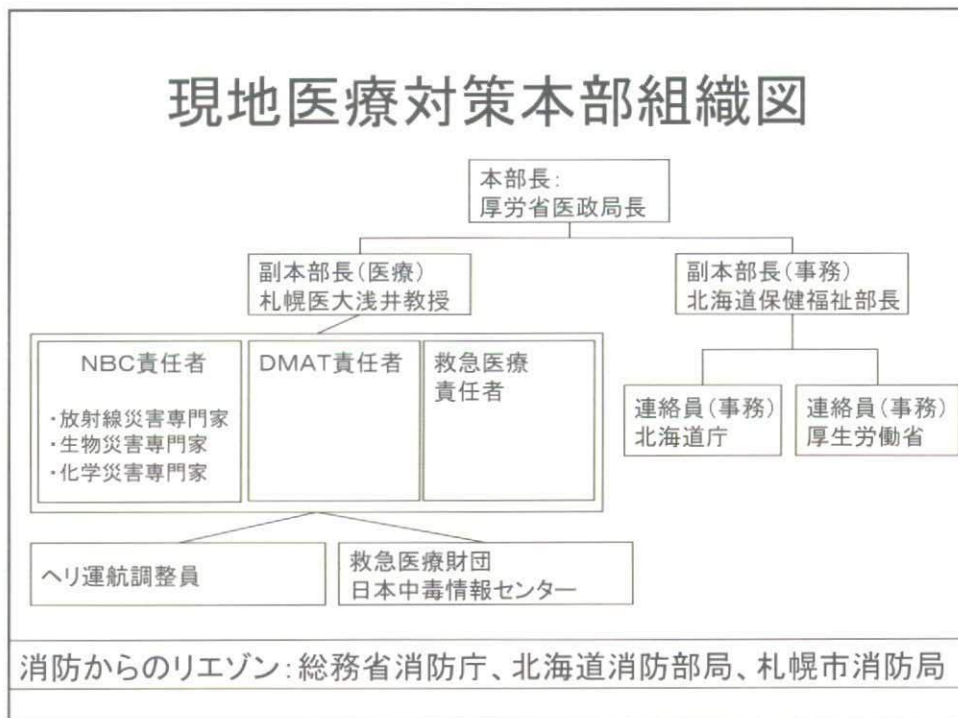 現地医療対策本部組織図
本部長：
厚労省医政局長
副本部長（医療）
札幌医大浅井教授
副本部長（事務）
北海道保健福祉部長
NBC責任者
・放射線災害専門家
・生物災害専門家
・化学災害専門家
DMAT責任者
救急医療
責任者
連絡員（事務）
北海道庁
連絡員（事務）
厚生労働省
ヘリ運航調整員
救急医療財団
日本中毒情報センター
消防からのリエゾン：総務省消防庁、北海道消防部局、札幌市消防局